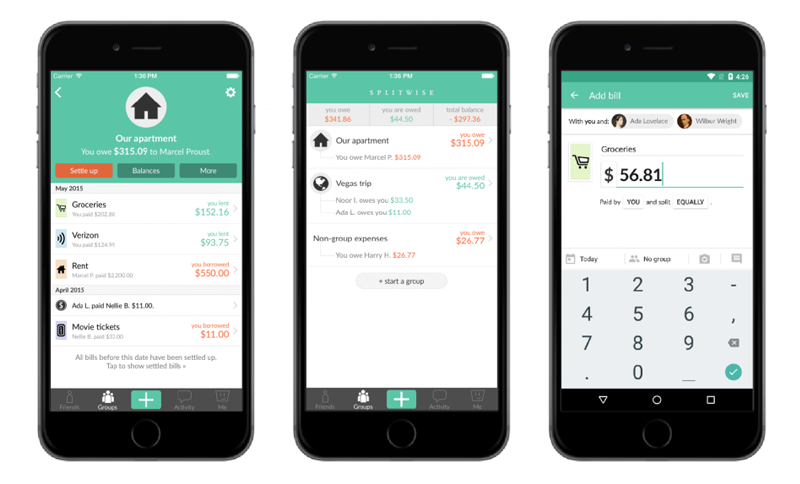 Carrier 1:36 PM
Our apartment
You owe $315.09 to Marcel Proust
Settle up Balances More
May 2015
Groceries
You paid $202.88
you lent
$152.16
Verizon
You paid $124.99
you lent
$93.75
Rent
Marcel P. paid $2,200.00
you borrowed
$550.00
April 2015
Ada L. paid Nellie B. $11.00.
Movie tickets
Nellie B. paid $33.00
you borrowed
$11.00
All bills before this date have been settled up.
Tap to show settled bills »
Friends Groups + Activity Me
Carrier 1:36 PM
SPLITWISE
you owe you are owed total balance
$341.86 $44.50 - $297.36
Our apartment
you owe
$315.09
You owe Marcel P. $315.09
Vegas trip
you are owed
$44.50
Noor I. owes you $33.50
Ada L. owes you $11.00
Non-group expenses
you owe
$26.77
You owe Harry H. $26.77
+ start a group
Friends Groups + Activity Me
4:26
Add bill SAVE
With you and: Ada Lovelace Wilbur Wright
Groceries
$ 56.81
Paid by YOU and split EQUALLY .
Today No group
1 2 3 -
4 5 6 ,
7 8 9
. 0 _